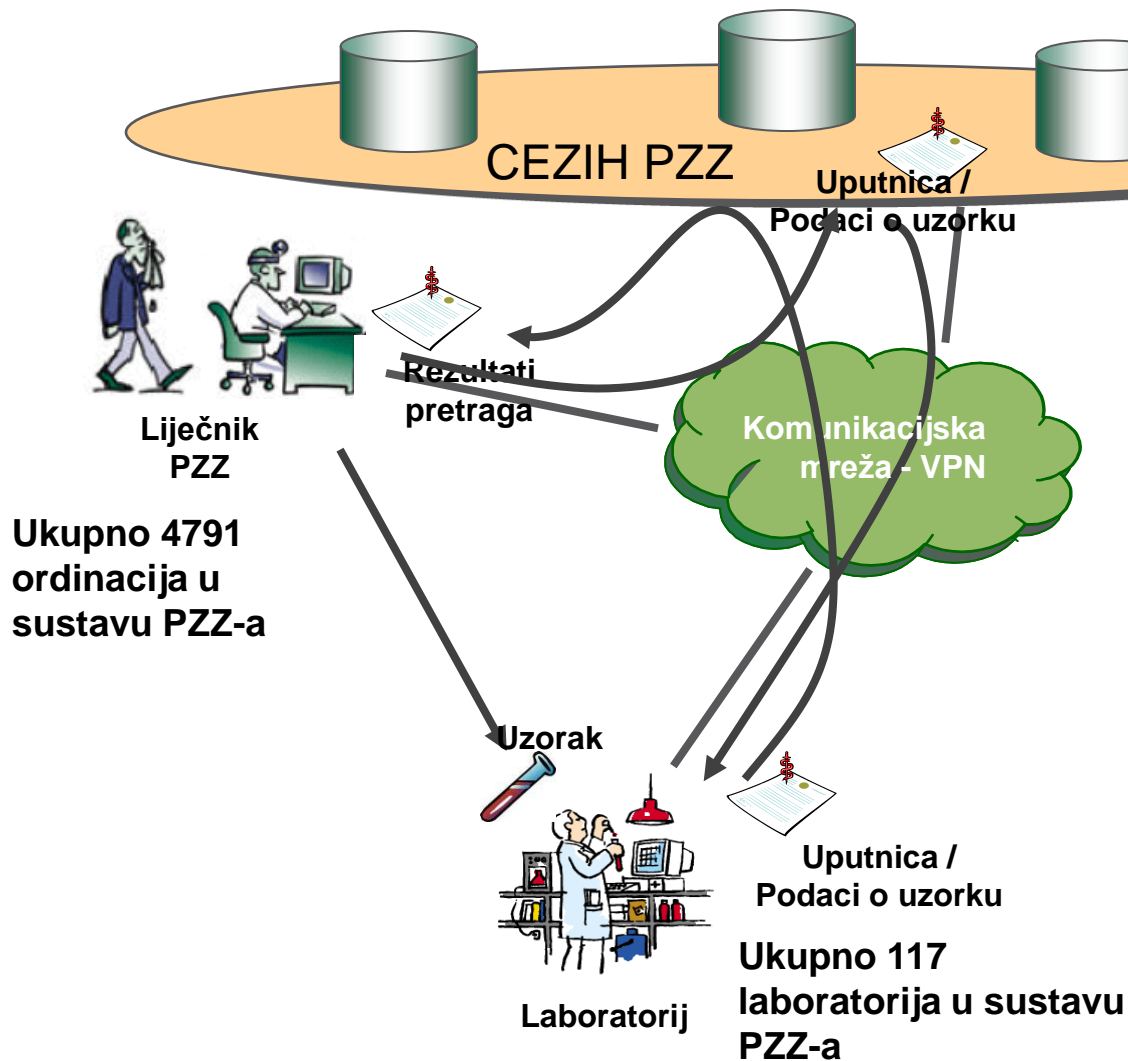 CEZIH PZZ
Uputnica /
Podaci o uzorku
Rezultati
pretraga
Liječnik
PZZ
Komunikacijska
mreža - VPN
Ukupno 4791
ordinacija u
sustavu PZZ-a
Uzorak
Uputnica /
Podaci o uzorku
Laboratorij
Ukupno 117
laboratorija u sustavu
PZZ-a